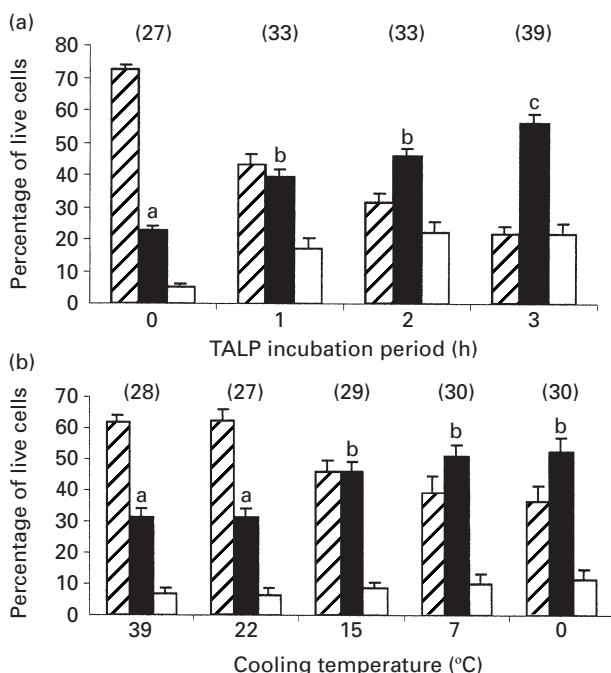 (a)
(27) (33) (33) (39)
Percentage of live cells
80
70
60
50
40
30
20
10
0
a b b c
0 1 2 3
TALP incubation period (h)
(b)
(28) (27) (29) (30) (30)
Percentage of live cells
70
60
50
40
30
20
10
0
a a b b b
39 22 15 7 0
Cooling temperature (ºC)